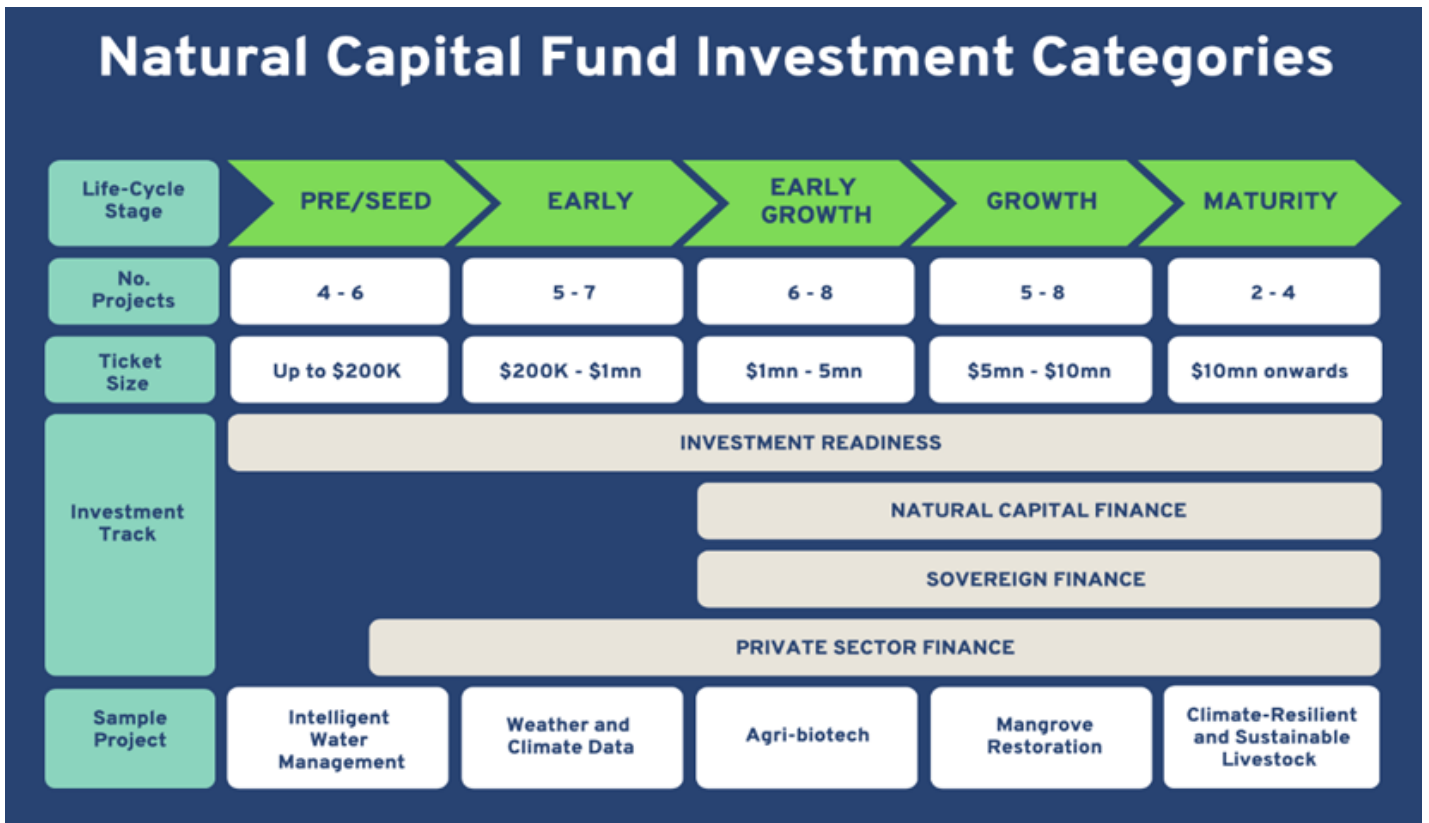 Natural Capital Fund Investment Categories
Life-Cycle
Stage
PRE/SEED
EARLY
EARLY
GROWTH
GROWTH
MATURITY
No.
Projects
4 - 6
5 - 7
6 - 8
5 - 8
2 - 4
Ticket
Size
Up to $200K
$200K - $1mn
$1mn - 5mn
$5mn - $10mn
$10mn onwards
Investment
Track
INVESTMENT READINESS
NATURAL CAPITAL FINANCE
SOVEREIGN FINANCE
PRIVATE SECTOR FINANCE
Sample
Project
Intelligent
Water
Management
Weather and
Climate Data
Agri-biotech
Mangrove
Restoration
Climate-Resilient
and Sustainable
Livestock